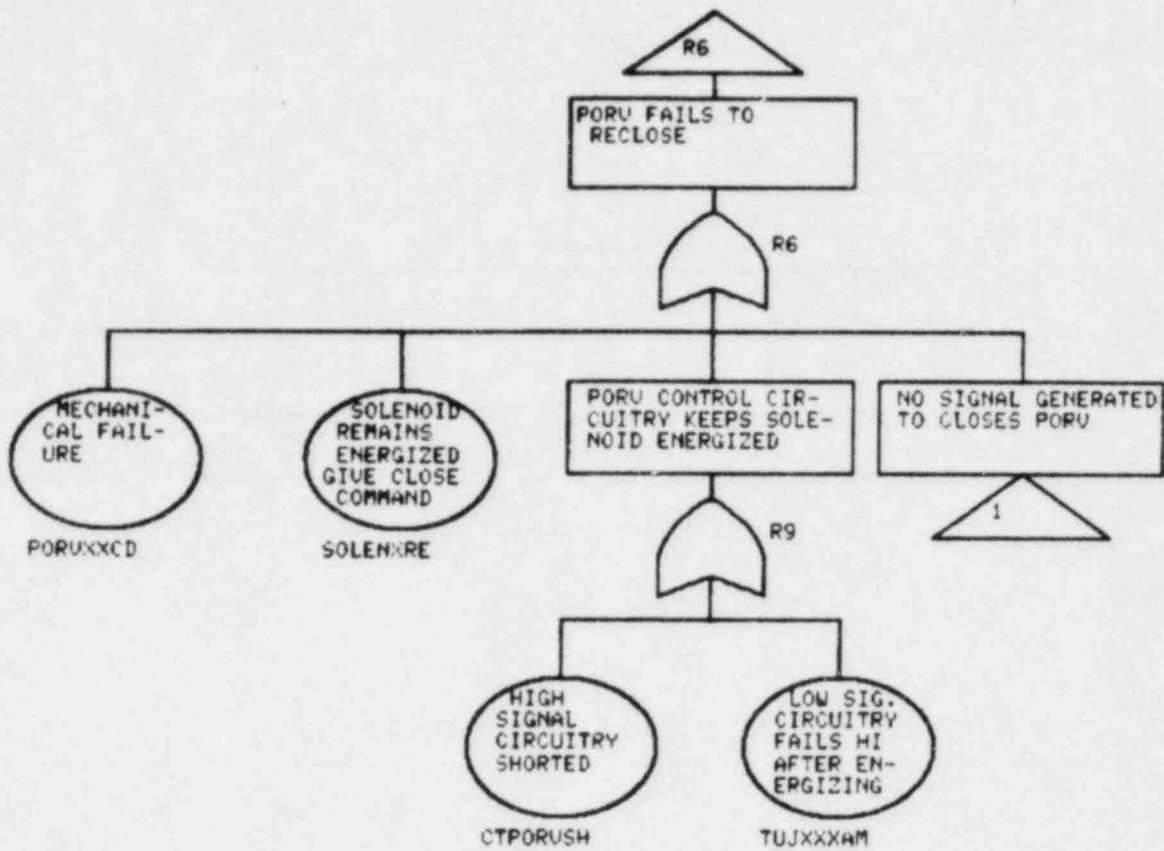 R6
PORV FAILS TO
RECLOSE
R6
MECHANI-
CAL FAIL-
URE
PORVXXCD
SOLENOID
REMAINS
ENERGIZED
GIVE CLOSE
COMMAND
SOLENXRE
PORV CONTROL CIR-
CUITRY KEEPS SOLE-
NOID ENERGIZED
NO SIGNAL GENERATED
TO CLOSES PORV
1
R9
HIGH
SIGNAL
CIRCUITRY
SHORTED
CTPORVSH
LOW SIG.
CIRCUITRY
FAILS HI
AFTER EN-
ERGIZING
TUJXXXAM